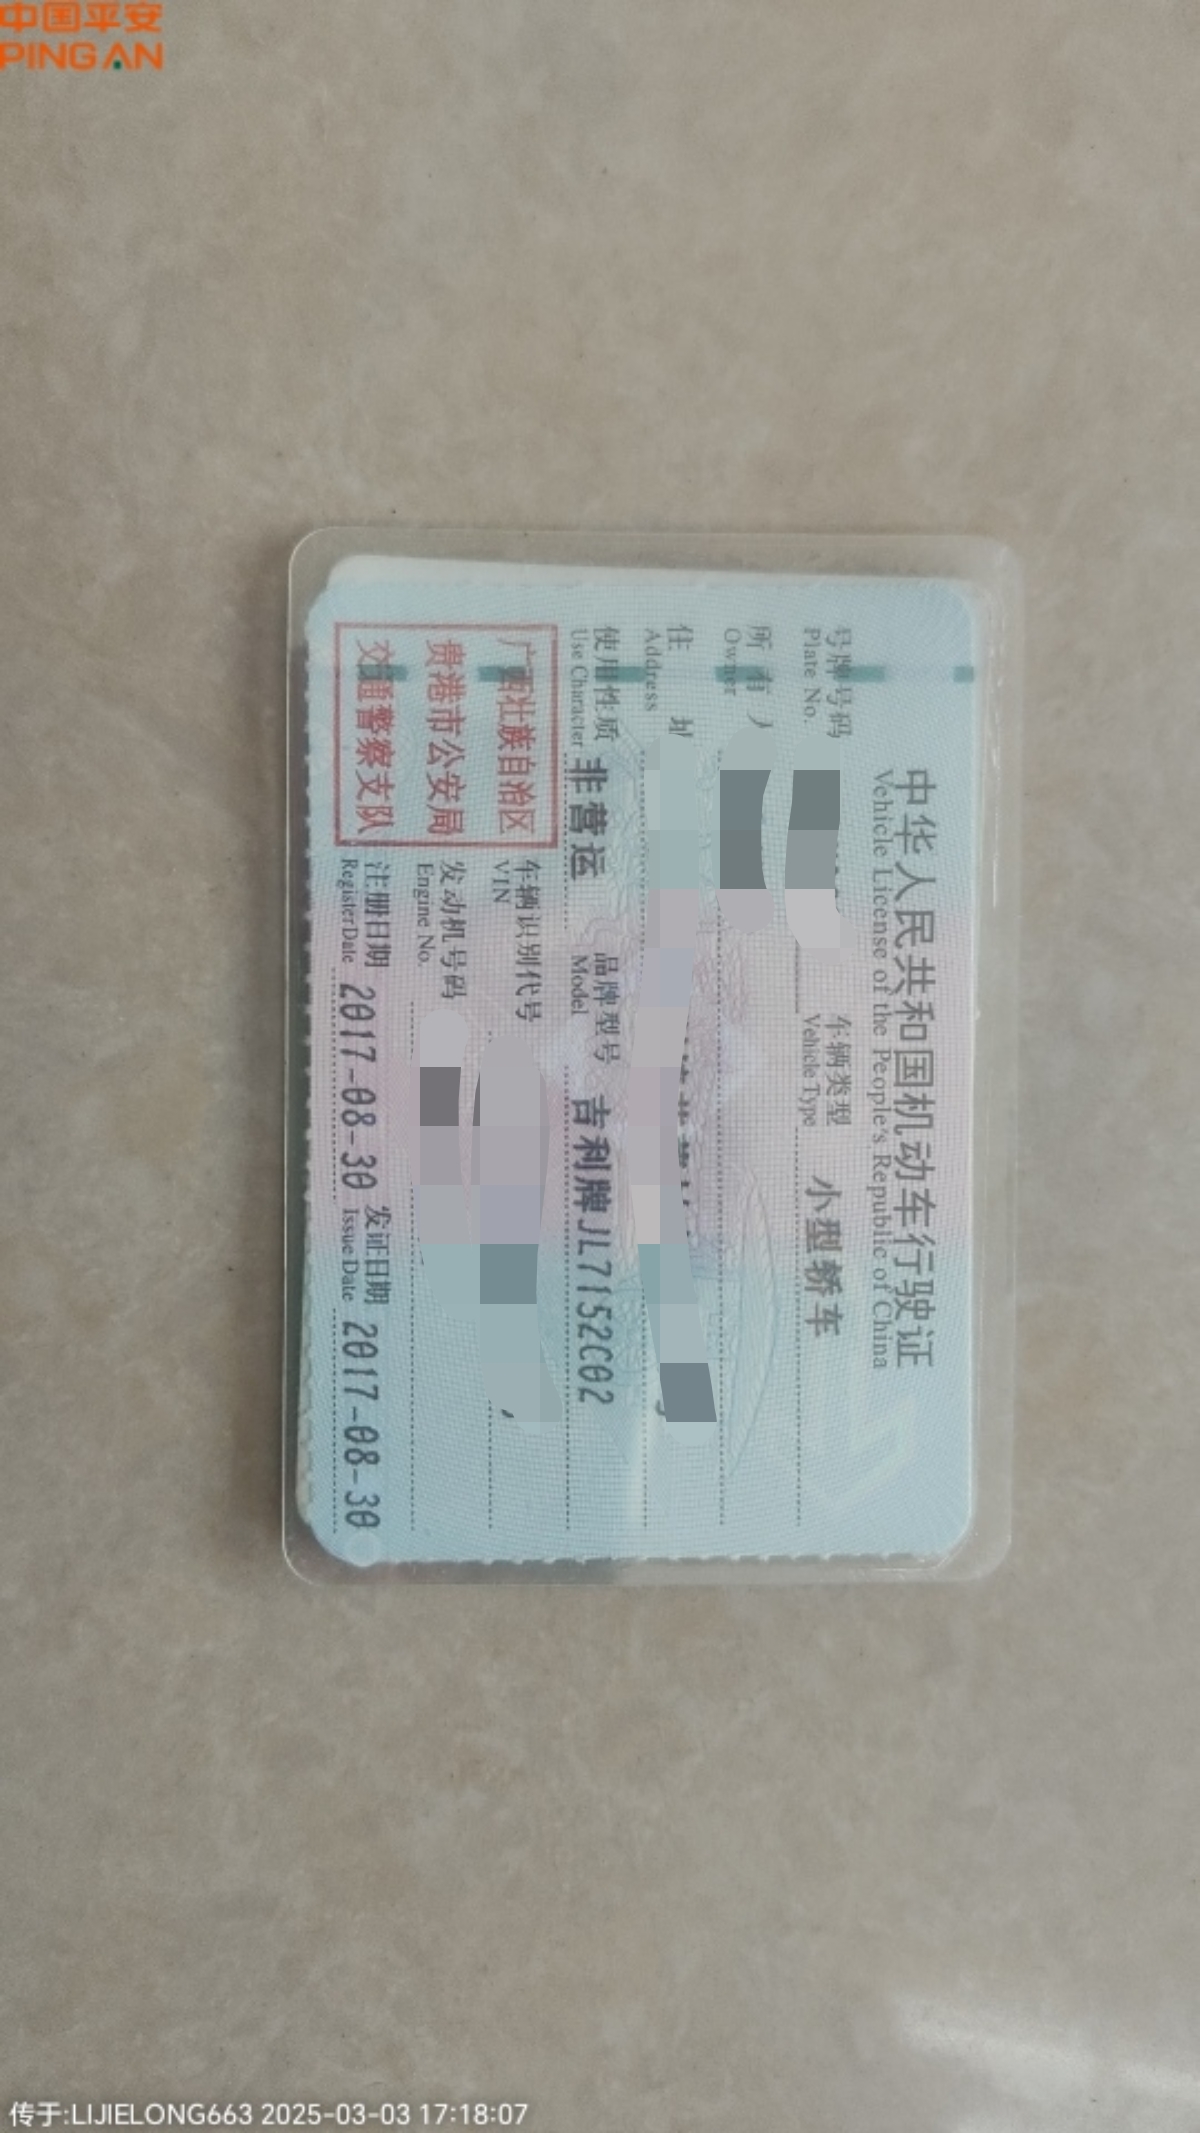 中国平安
PINGAN
中华人民共和国机动车行驶证
Vehicle License of the People's Republic of China
号牌号码 车辆类型 小型轿车
Plate No. Vehicle Type
所有人
Owner
住址
Address
使用性质 非营运 品牌型号 吉利牌JL7152C02
Use Character Model
广西壮族自治区
贵港市公安局
交通警察支队
车辆识别代号
VIN
发动机号码
Engine No.
注册日期 2017-08-30 发证日期 2017-08-30
Register Date Issue Date
传于:LIJIELONG663 2025-03-03 17:18:07